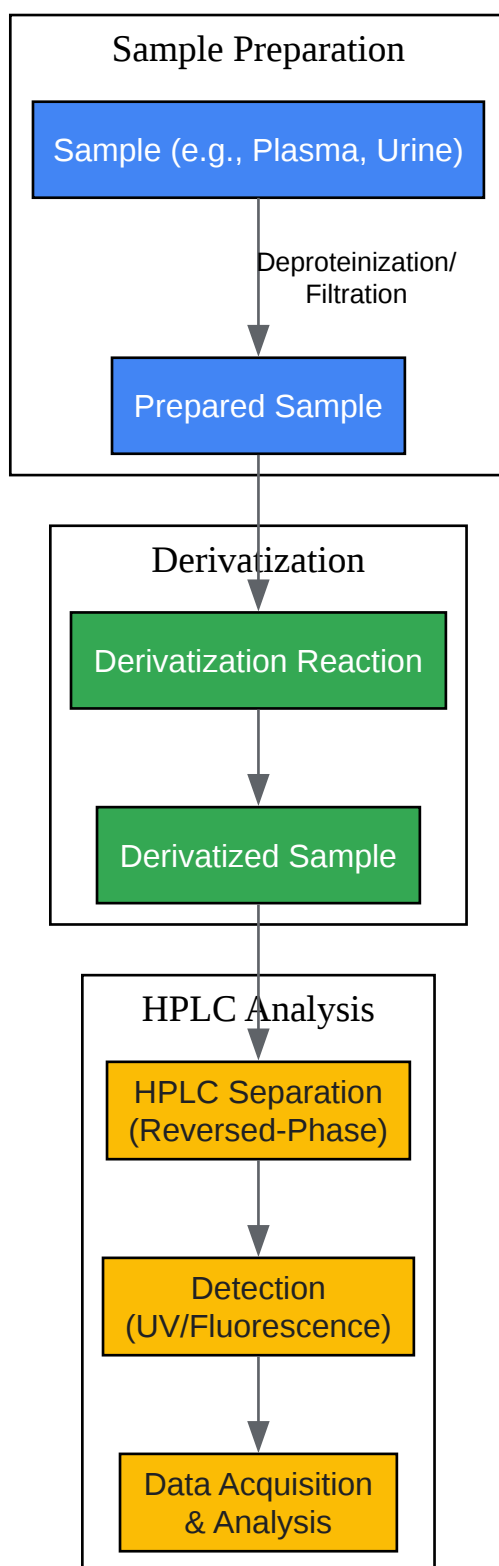 Sample Preparation
Sample (e.g., Plasma, Urine)
Deproteinization/
Filtration
Prepared Sample
Derivatization
Derivatization Reaction
Derivatized Sample
HPLC Analysis
HPLC Separation
(Reversed-Phase)
Detection
(UV/Fluorescence)
Data Acquisition
& Analysis